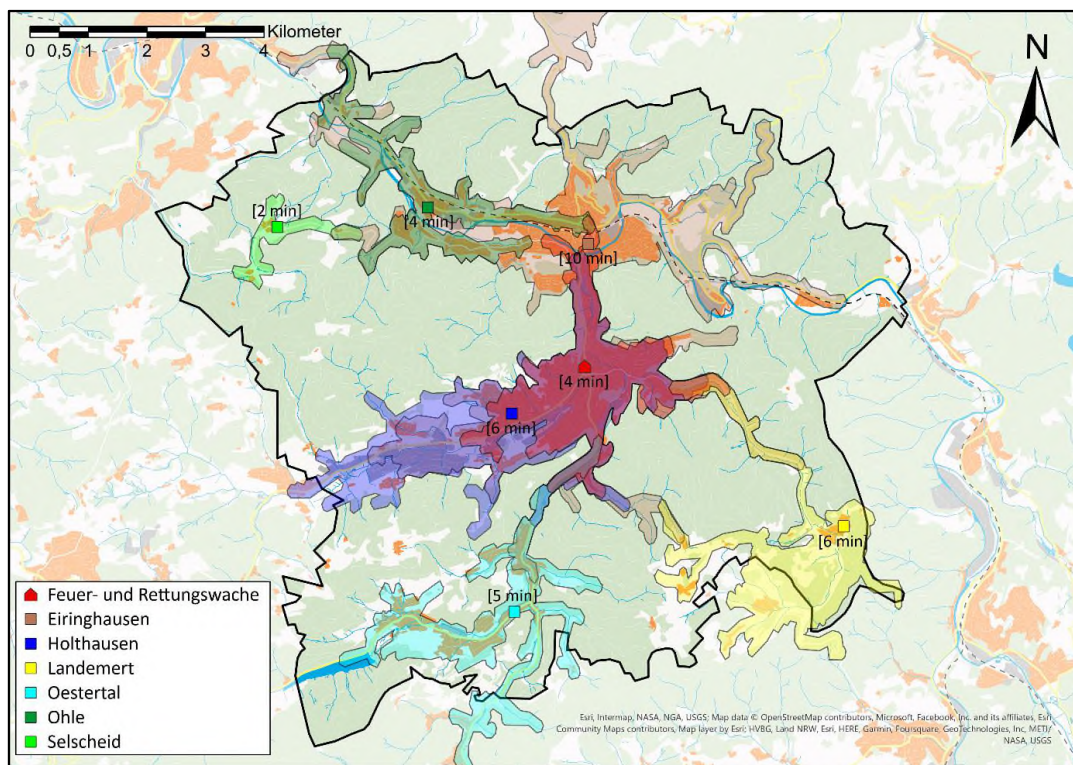 Kilometer
0 0,5 1 2 3 4
N
[2 min]
[4 min]
[10 min]
[4 min]
[6 min]
[6 min]
[5 min]
Feuer- und Rettungswache
Eiringhausen
Holthausen
Landemert
Oestertal
Ohle
Selscheid
Esri, Intermap, NASA, NGA, USGS; Map data © OpenStreetMap contributors, Microsoft, Facebook, Inc. and its affiliates, Esri
Community Maps contributors, Map layer by Esri; HVBG, Land NRW, Esri, HERE, Garmin, Foursquare, GeoTechnologies, Inc, METI/
NASA, USGS